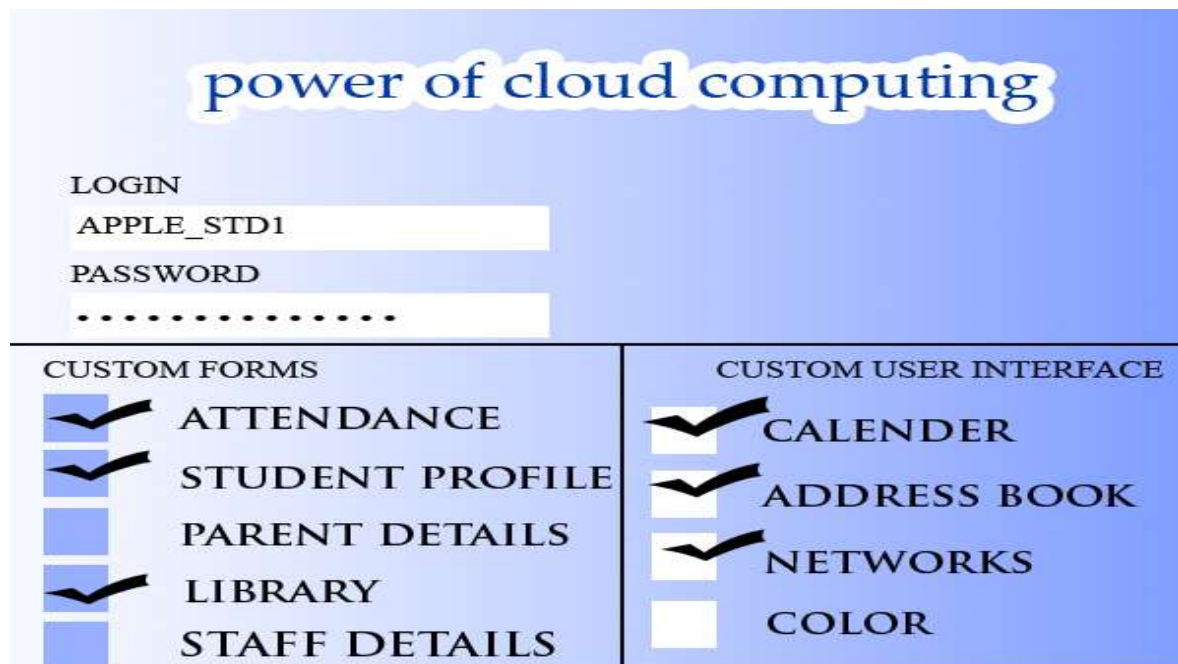 power of cloud computing
LOGIN
APPLE_STD1
PASSWORD
••••••••••••••
CUSTOM FORMS
ATTENDANCE
STUDENT PROFILE
PARENT DETAILS
LIBRARY
STAFF DETAILS
CUSTOM USER INTERFACE
CALENDER
ADDRESS BOOK
NETWORKS
COLOR